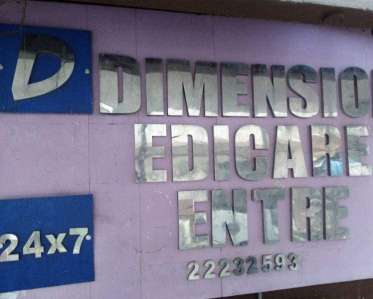 D
DIMENSIO
EDICARE
ENTRE
24x7
22232593